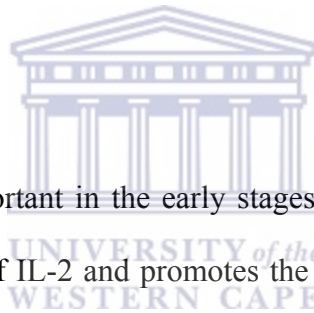 ortant in the early stages
UNIVERSITY of the
f IL-2 and promotes the
WESTERN CAPE